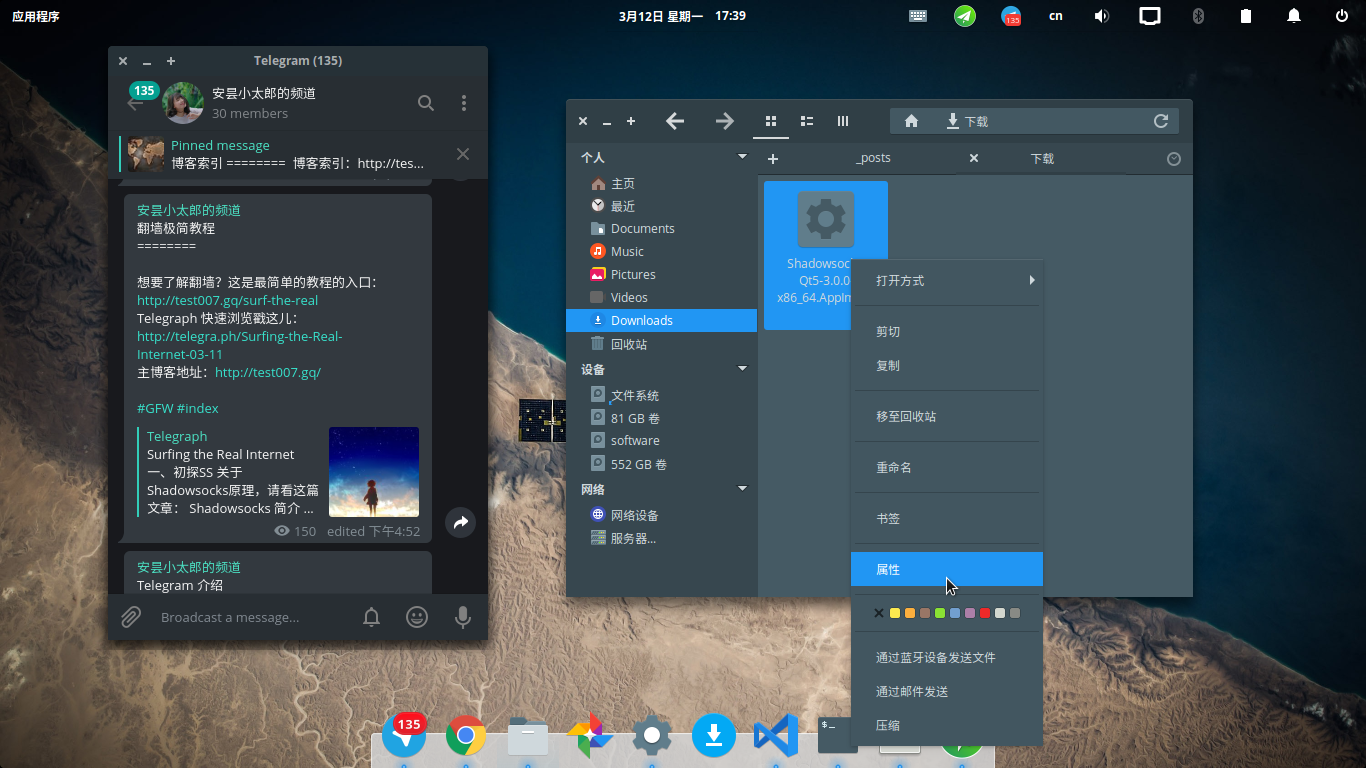 应用程序
3月12日 星期一 17:39
135
cn
Telegram (135)
135
安昙小太郎的频道
30 members
Pinned message
博客索引 ======== 博客索引：http://tes...
安昙小太郎的频道
翻墙极简教程
========
想要了解翻墙？这是最简单的教程的入口：
http://test007.gq/surf-the-real
Telegraph 快速浏览戳这儿：
http://telegra.ph/Surfing-the-Real-
Internet-03-11
主博客地址：http://test007.gq/
#GFW #index
Telegraph
Surfing the Real Internet
一、初探SS 关于
Shadowsocks原理，请看这篇
文章： Shadowsocks 简介 ...
150 edited 下午4:52
安昙小太郎的频道
Telegram 介绍
Broadcast a message...
下载
个人
主页
最近
Documents
Music
Pictures
Videos
Downloads
回收站
设备
文件系统
81 GB 卷
software
552 GB 卷
网络
网络设备
服务器...
_posts
下载
Shadowsoc
Qt5-3.0.0
x86_64.AppIm
打开方式
剪切
复制
移至回收站
重命名
书签
属性
通过蓝牙设备发送文件
通过邮件发送
压缩
135
$_